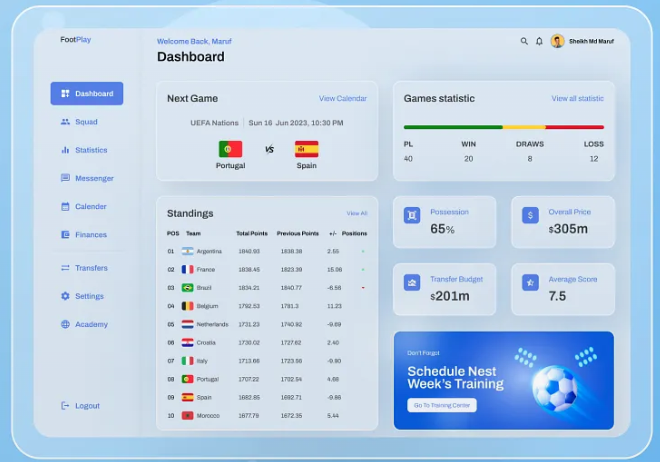 FootPlay
Welcome Back, Maruf
Dashboard
Sheikh Md Maruf
Dashboard
Squad
Statistics
Messenger
Calender
Finances
Transfers
Settings
Academy
Logout
Next Game View Calendar
UEFA Nations Sun 16 Jun 2023, 10:30 PM
VS
Portugal Spain
Games statistic View all statistic
PL WIN DRAWS LOSS
40 20 8 12
Standings View All
POS Team Total Points Previous Points +/- Positions
01 Argentina 1840.93 1838.38 2.55
02 France 1838.45 1823.39 15.06
03 Brazil 1834.21 1840.77 -6.56
04 Belgium 1792.53 1781.3 11.23
05 Netherlands 1731.23 1740.92 -9.69
06 Croatia 1730.02 1727.62 2.40
07 Italy 1713.66 1723.56 -9.90
08 Portugal 1707.22 1702.54 4.68
09 Spain 1682.85 1692.71 -9.86
10 Morocco 1677.79 1672.35 5.44
Possession
65%
Overall Price
$305m
Transfer Budget
$201m
Average Score
7.5
Don't Forgot
Schedule Nest
Week's Training
Go To Training Center